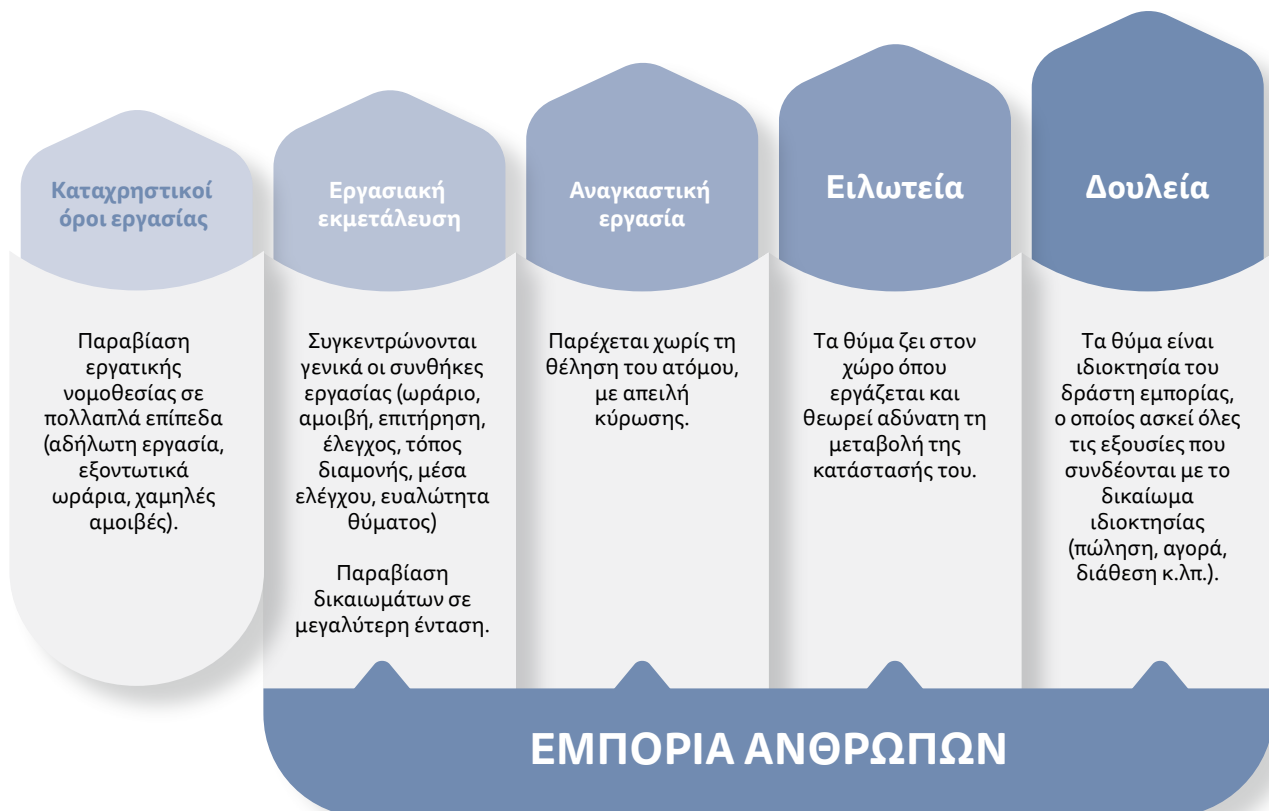 Καταχρηστικοί
όροι εργασίας
Παραβίαση
εργατικής
νομοθεσίας σε
πολλαπλά επίπεδα
(αδήλωτη εργασία,
εξοντωτικά
ωράρια, χαμηλές
αμοιβές).
Εργασιακή
εκμετάλευση
Συγκεντρώνονται
γενικά οι συνθήκες
εργασίας (ωράριο,
αμοιβή, επιτήρηση,
έλεγχος, τόπος
διαμονής, μέσα
ελέγχου, ευαλώτητα
θύματος)
Παραβίαση
δικαιωμάτων σε
μεγαλύτερη ένταση.
Αναγκαστική
εργασία
Παρέχεται χωρίς τη
θέληση του ατόμου,
με απειλή
κύρωσης.
Ειλωτεία
Τα θύμα ζει στον
χώρο όπου
εργάζεται και
θεωρεί αδύνατη τη
μεταβολή της
κατάστασής του.
Δουλεία
Τα θύμα είναι
ιδιοκτησία του
δράστη εμπορίας,
ο οποίος ασκεί όλες
τις εξουσίες που
συνδέονται με το
δικαίωμα
ιδιοκτησίας
(πώληση, αγορά,
διάθεση κ.λπ.).
ΕΜΠΟΡΙΑ ΑΝΘΡΩΠΩΝ